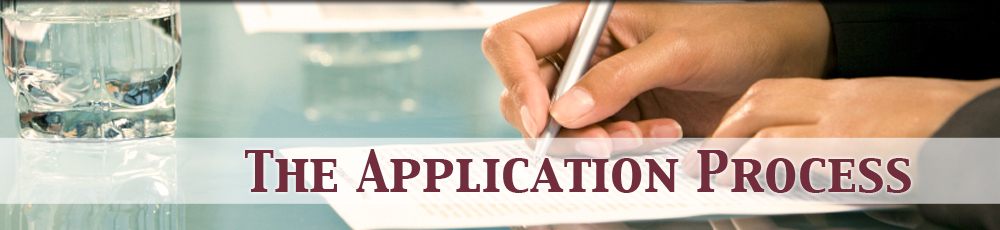 The Application Process